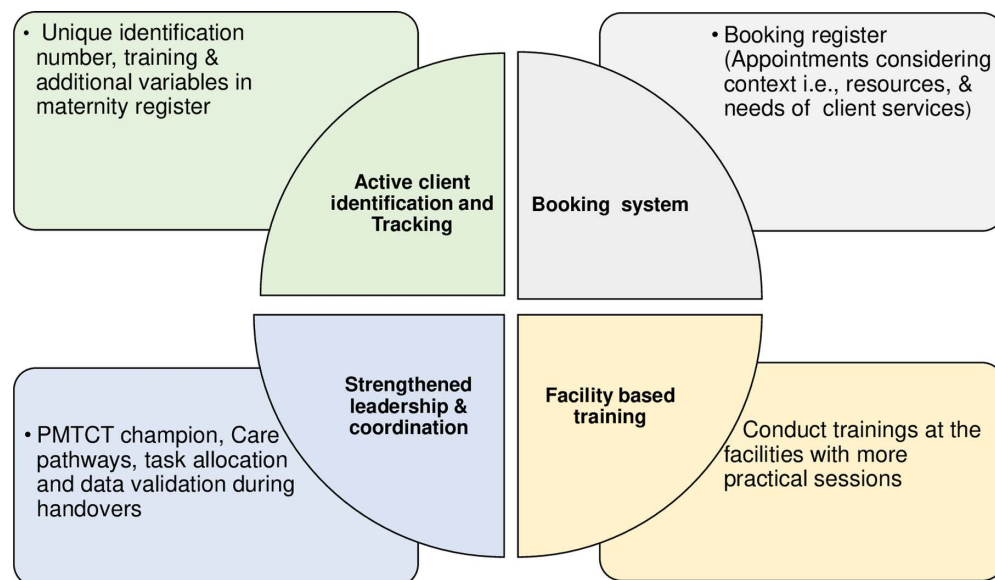 • Unique identification
number, training &
additional variables in
maternity register
• Booking register
(Appointments considering
context i.e., resources, &
needs of client services)
Active client
identification and
Tracking
Booking system
Strengthened
leadership &
coordination
Facility based
training
• PMTCT champion, Care
pathways, task allocation
and data validation during
handovers
Conduct trainings at the
facilities with more
practical sessions